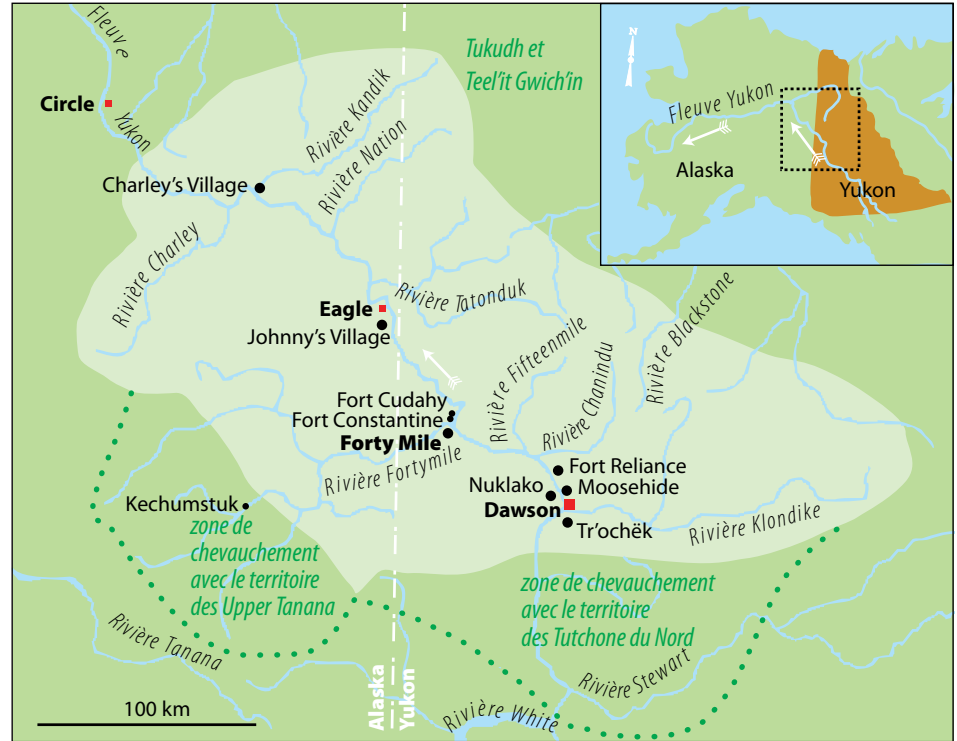 Fleuve
Yukon
Circle
Tukudh et
Teel'it Gwich'in
Rivière Kandik
Rivière Nation
Charley's Village
Rivière Charley
Rivière Tatonduk
Eagle
Johnny's Village
Rivière Fifteenmile
Rivière Chanindu
Rivière Blackstone
Fort Cudahy
Fort Constantine
Forty Mile
Rivière Fortymile
Fort Reliance
Nuklako
Moosehide
Dawson
Tr'ochëk
Rivière Klondike
Kechumstuk
zone de
chevauchement
avec le territoire
des Upper Tanana
zone de chevauchement
avec le territoire
des Tutchone du Nord
Rivière Tanana
Rivière Stewart
Rivière White
Alaska
Yukon
100 km
N
Fleuve Yukon
Alaska
Yukon